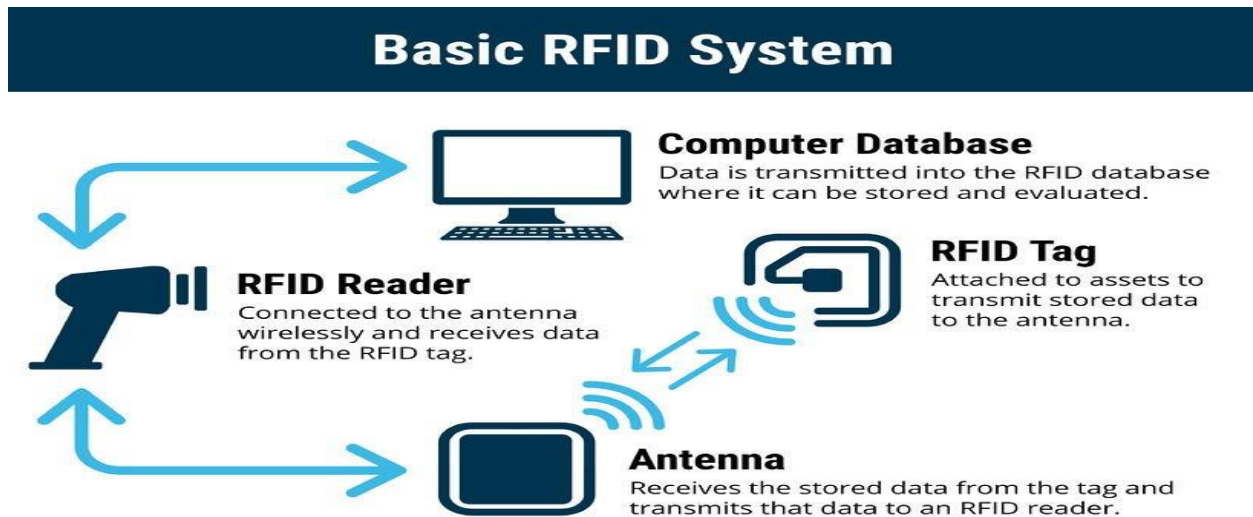 Basic RFID System
Computer Database
Data is transmitted into the RFID database
where it can be stored and evaluated.
RFID Tag
Attached to assets to
transmit stored data
to the antenna.
RFID Reader
Connected to the antenna
wirelessly and receives data
from the RFID tag.
Antenna
Receives the stored data from the tag and
transmits that data to an RFID reader.